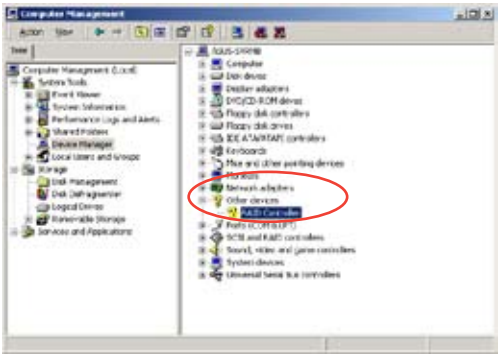 Computer Management
Action View
Tree
Computer Management (Local)
System Tools
Event Viewer
System Information
Performance Logs and Alerts
Shared Folders
Device Manager
Local Users and Groups
Storage
Disk Management
Disk Defragmenter
Logical Drives
Removable Storage
Services and Applications
Computer
Disk drives
Display adapters
DVD/CD-ROM drives
Floppy disk controllers
Floppy disk drives
IDE ATA/ATAPI controllers
Keyboards
Mice and other pointing devices
Monitors
Network adapters
Other devices
RAID Controller
Ports (COM & LPT)
SCSI and RAID controllers
Sound, video and game controllers
System devices
Universal Serial Bus controllers